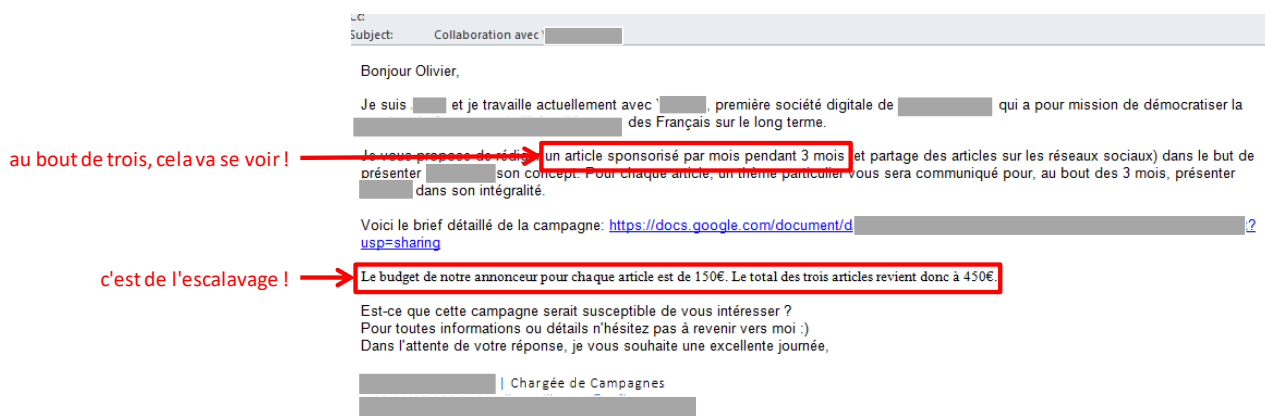 Cc:
Subject: Collaboration avec
Bonjour Olivier,
Je suis et je travaille actuellement avec , première société digitale de qui a pour mission de démocratiser la
des Français sur le long terme.
au bout de trois, cela va se voir !
Je vous propose de rédiger un article sponsorisé par mois pendant 3 mois (et partage des articles sur les réseaux sociaux) dans le but de
présenter son concept. Pour chaque article, un thème particulier vous sera communiqué pour, au bout des 3 mois, présenter
dans son intégralité.
Voici le brief détaillé de la campagne: https://docs.google.com/document/d ?
usp=sharing
c'est de l'escalavage !
Le budget de notre annonceur pour chaque article est de 150€. Le total des trois articles revient donc à 450€.
Est-ce que cette campagne serait susceptible de vous intéresser ?
Pour toutes informations ou détails n'hésitez pas à revenir vers moi :)
Dans l'attente de votre réponse, je vous souhaite une excellente journée,
| Chargée de Campagnes